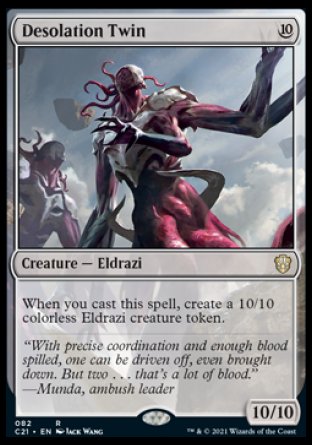 Desolation Twin 10
Creature — Eldrazi
When you cast this spell, create a 10/10
colorless Eldrazi creature token.
“With precise coordination and enough blood
spilled, one can be driven off, even brought
down. But two . . . that’s a lot of blood.”
—Munda, ambush leader
10/10
082 R
C21 • EN Jack Wang
™ & © 2021 Wizards of the Coast